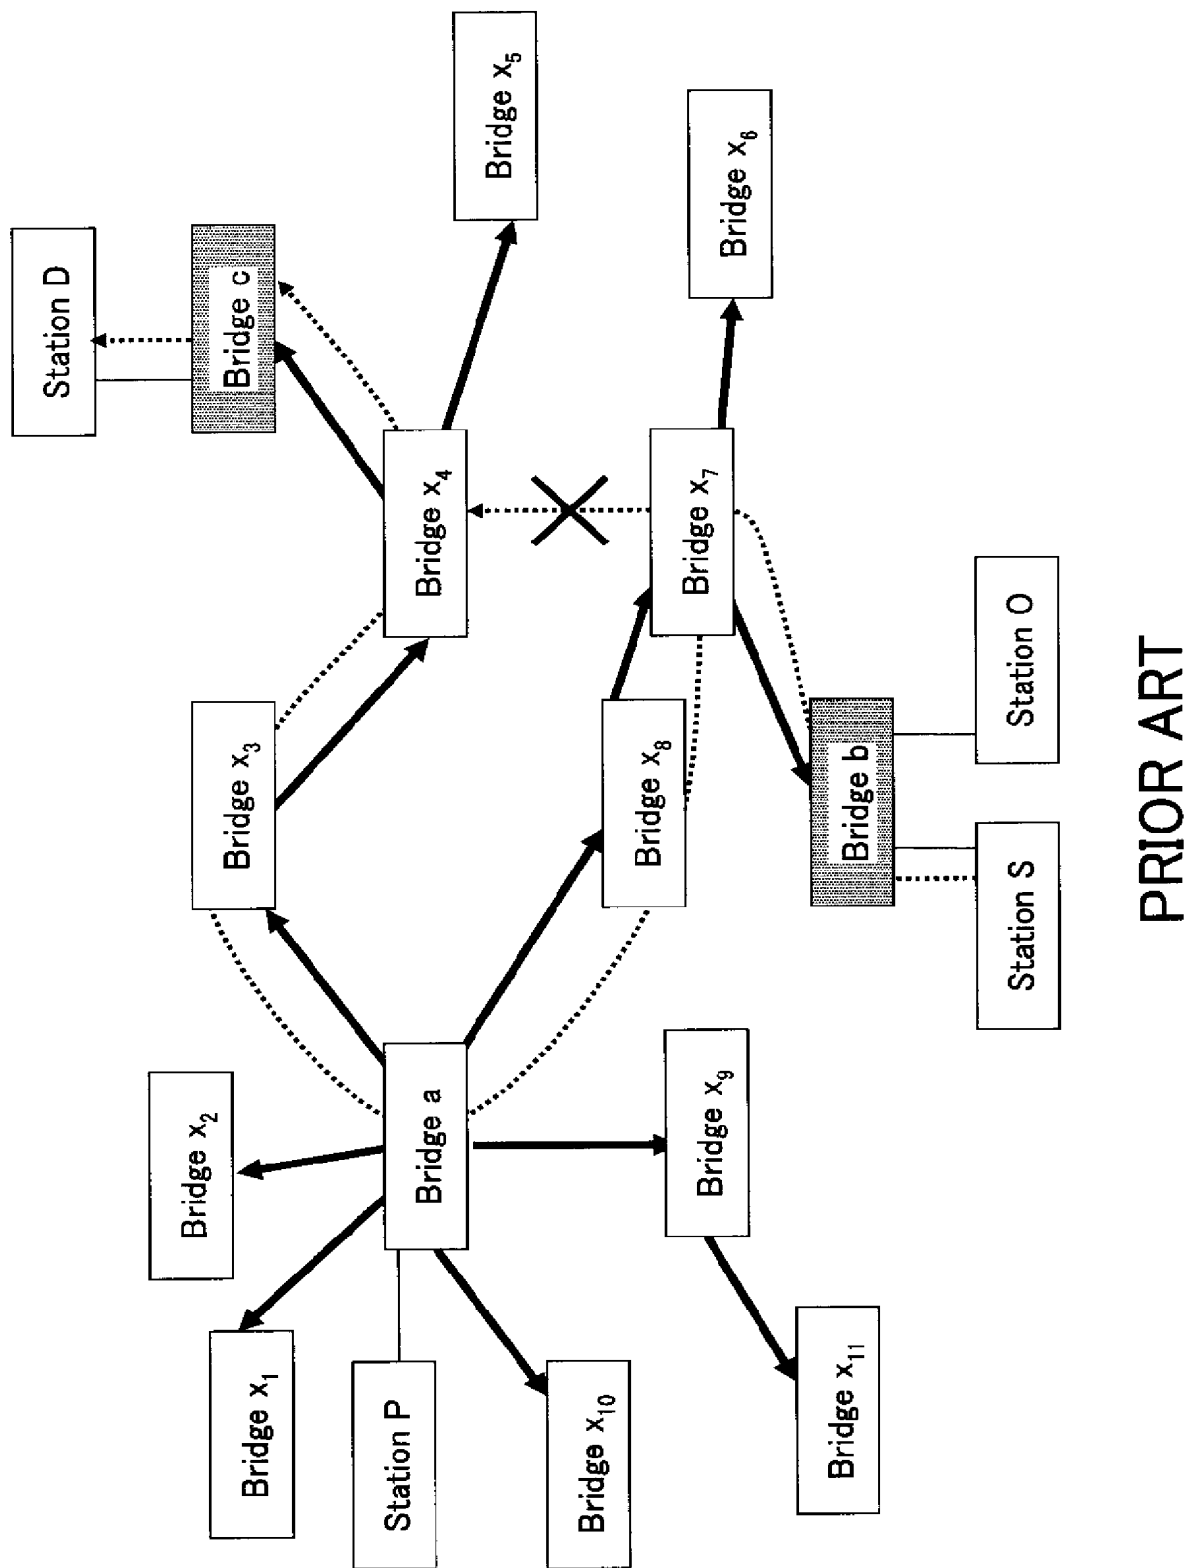 Bridge x1
Bridge x2
Station P
Bridge a
Bridge x10
Bridge x9
Bridge x11
Bridge x3
Bridge x8
Station D
Bridge c
Bridge x4
Bridge x5
Bridge x7
Bridge x6
Bridge b
Station S
Station O
PRIOR ART